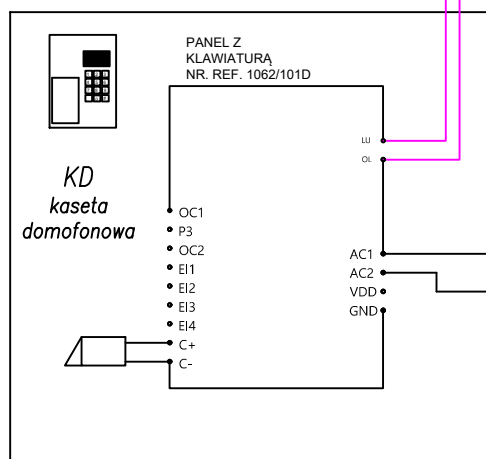 PANEL Z
KLAWIATURĄ
NR. REF. 1062/101D
KD
kaseta
domofonowa
LU
OL
OC1
P3
OC2
EI1
EI2
EI3
EI4
C+
C-
AC1
AC2
VDD
GND